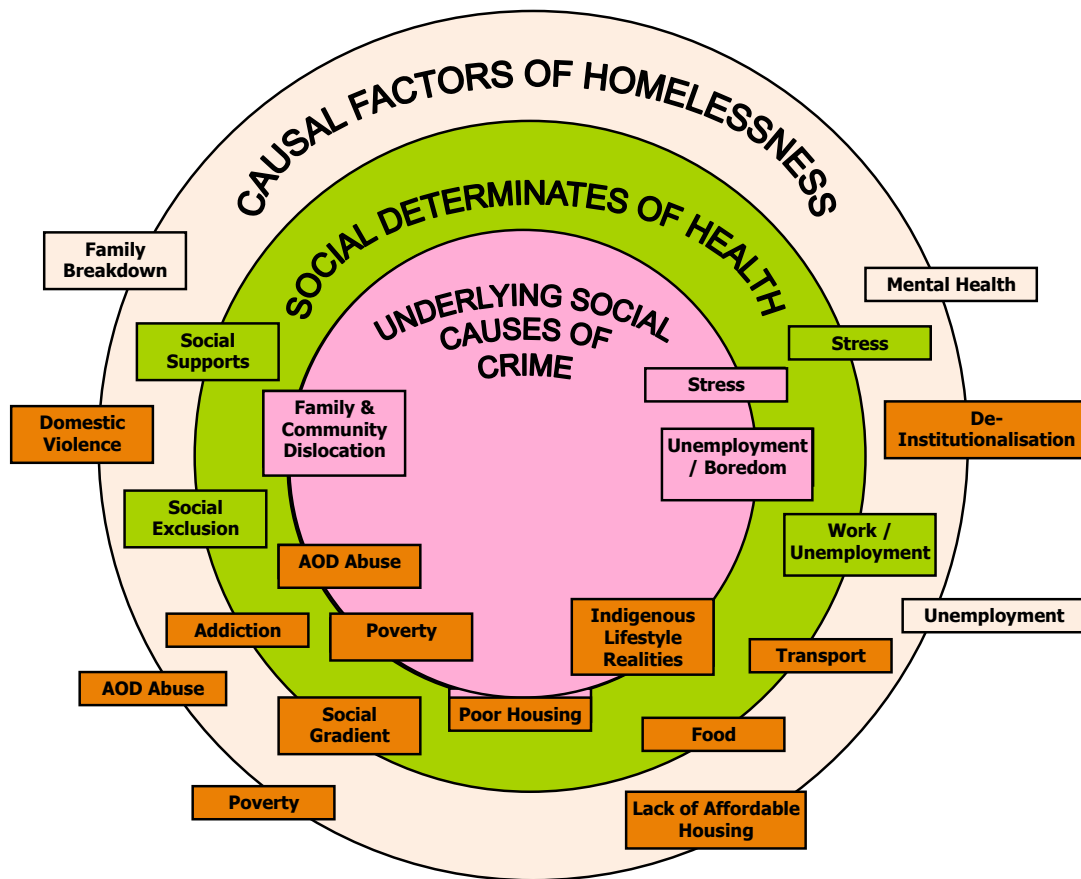 CAUSAL FACTORS OF HOMELESSNESS
SOCIAL DETERMINATES OF HEALTH
UNDERLYING SOCIAL
CAUSES OF
CRIME
Family
Breakdown
Mental Health
Social
Supports
Stress
Stress
Family &
Community
Dislocation
Domestic
Violence
De-
Institutionalisation
Unemployment
/ Boredom
Social
Exclusion
Work /
Unemployment
AOD Abuse
Indigenous
Lifestyle
Realities
Unemployment
Addiction
Poverty
Transport
AOD Abuse
Social
Gradient
Poor Housing
Food
Poverty
Lack of Affordable
Housing